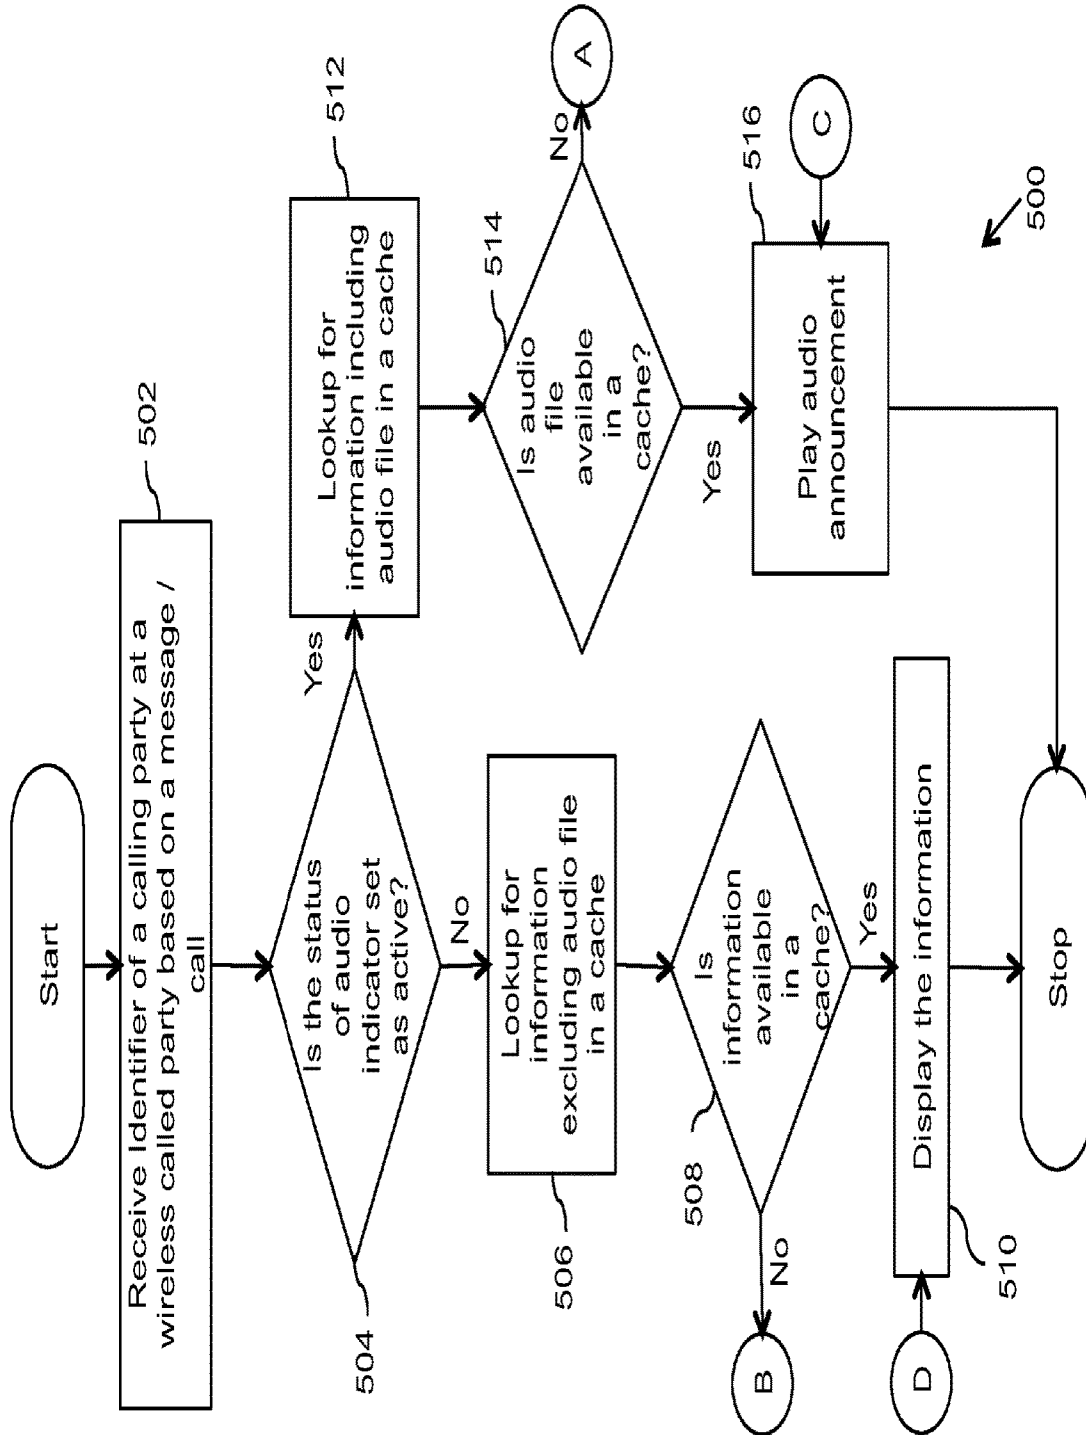 Start
Receive Identifier of a calling party at a
wireless called party based on a message /
call
502
Is the status
of audio
indicator set
as active?
504
Yes
No
Lookup for
information including
audio file in a cache
512
Lookup for
information
excluding audio file
in a cache
506
Is audio
file
available
in a
cache?
514
No
A
Yes
Is
information
available
in a
cache?
508
No
B
Yes
Play audio
announcement
516
C
Display the information
510
D
Stop
500